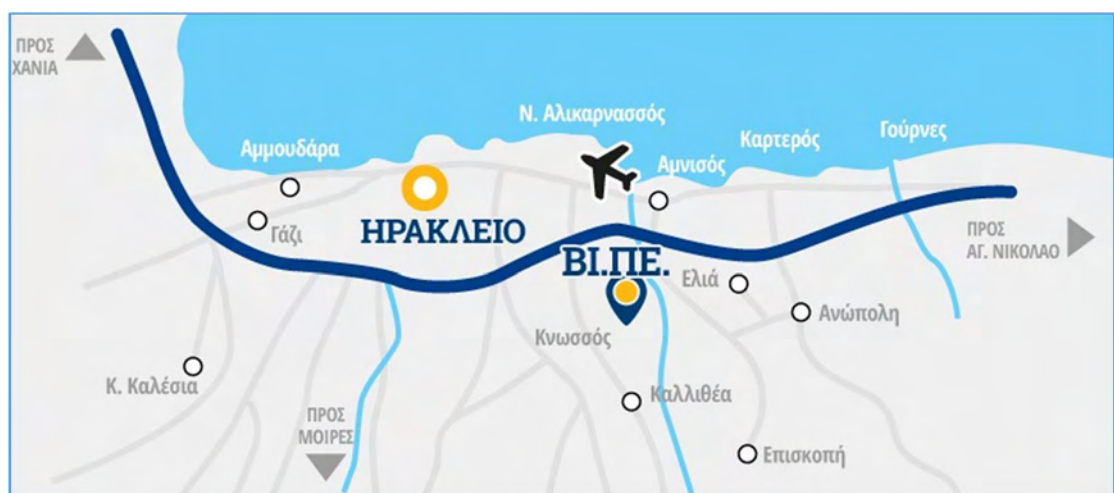 ΠΡΟΣ
ΧΑΝΙΑ
Ν. Αλικαρνασσός
Αμμουδάρα
Καρτερός
Γούρνες
Αμνισός
Γάζι
ΗΡΑΚΛΕΙΟ
ΠΡΟΣ
ΑΓ. ΝΙΚΟΛΑΟ
ΒΙ.ΠΕ.
Ελιά
Ανώπολη
Κνωσσός
Κ. Καλέσια
Καλλιθέα
ΠΡΟΣ
ΜΟΙΡΕΣ
Επισκοπή